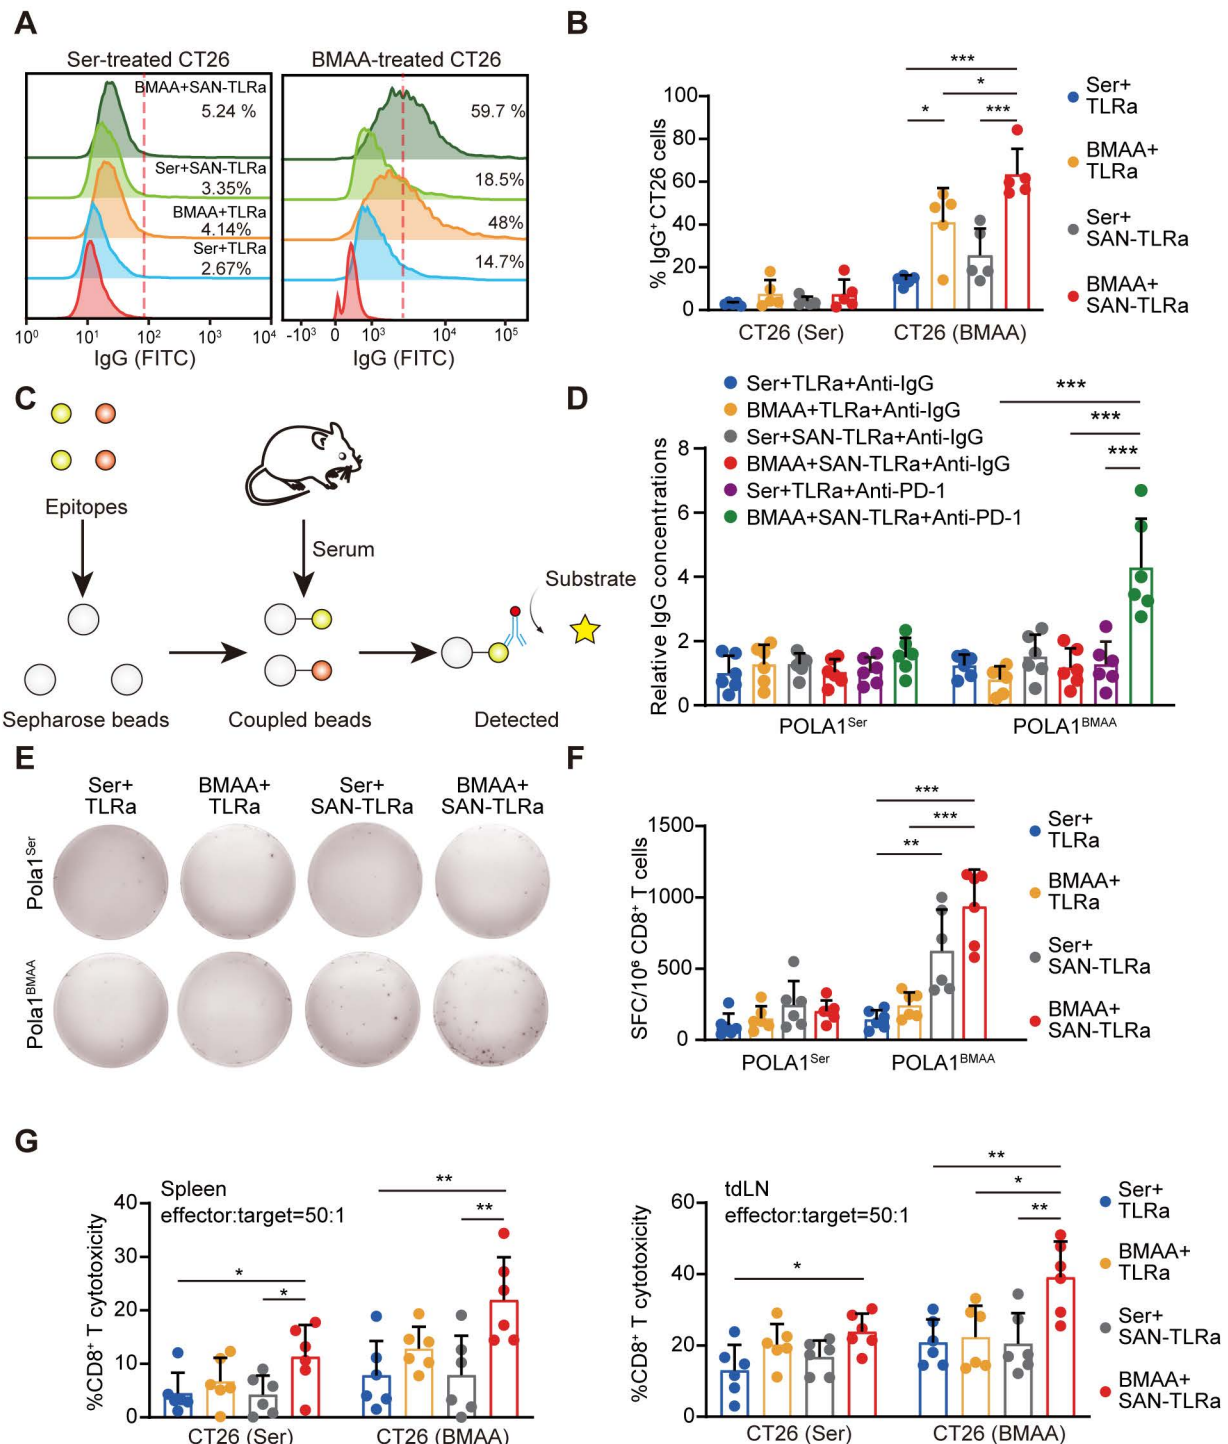 A
Ser-treated CT26
BMAA-treated CT26
BMAA+SAN-TLRa
5.24 %
59.7 %
Ser+SAN-TLRa
3.35%
18.5%
BMAA+TLRa
4.14%
48%
Ser+TLRa
2.67%
14.7%
10⁰ 10¹ 10² 10³ 10⁴
-10³ 0 10³ 10⁴ 10⁵
IgG (FITC)
IgG (FITC)
B
% IgG⁺ CT26 cells
100
80
60
40
20
0
***
*
* ***
CT26 (Ser)
CT26 (BMAA)
Ser+
TLRa
BMAA+
TLRa
Ser+
SAN-TLRa
BMAA+
SAN-TLRa
C
Epitopes
Serum
Substrate
Sepharose beads
Coupled beads
Detected
D
Ser+TLRa+Anti-IgG
BMAA+TLRa+Anti-IgG
Ser+SAN-TLRa+Anti-IgG
BMAA+SAN-TLRa+Anti-IgG
Ser+TLRa+Anti-PD-1
BMAA+SAN-TLRa+Anti-PD-1
***
***
***
Relative IgG concentrations
8
6
4
2
0
POLA1ˢᵉʳ
POLA1ᴮᴹᴬᴬ
E
Ser+
TLRa
BMAA+
TLRa
Ser+
SAN-TLRa
BMAA+
SAN-TLRa
Pola1ˢᵉʳ
Pola1ᴮᴹᴬᴬ
F
SFC/10⁶ CD8⁺ T cells
1500
1000
500
0
***
***
**
POLA1ˢᵉʳ
POLA1ᴮᴹᴬᴬ
Ser+
TLRa
BMAA+
TLRa
Ser+
SAN-TLRa
BMAA+
SAN-TLRa
G
Spleen
effector:target=50:1
%CD8⁺ T cytotoxicity
40
30
20
10
0
*
*
**
**
CT26 (Ser)
CT26 (BMAA)
tdLN
effector:target=50:1
%CD8⁺ T cytotoxicity
60
40
20
0
*
**
*
**
CT26 (Ser)
CT26 (BMAA)
Ser+
TLRa
BMAA+
TLRa
Ser+
SAN-TLRa
BMAA+
SAN-TLRa